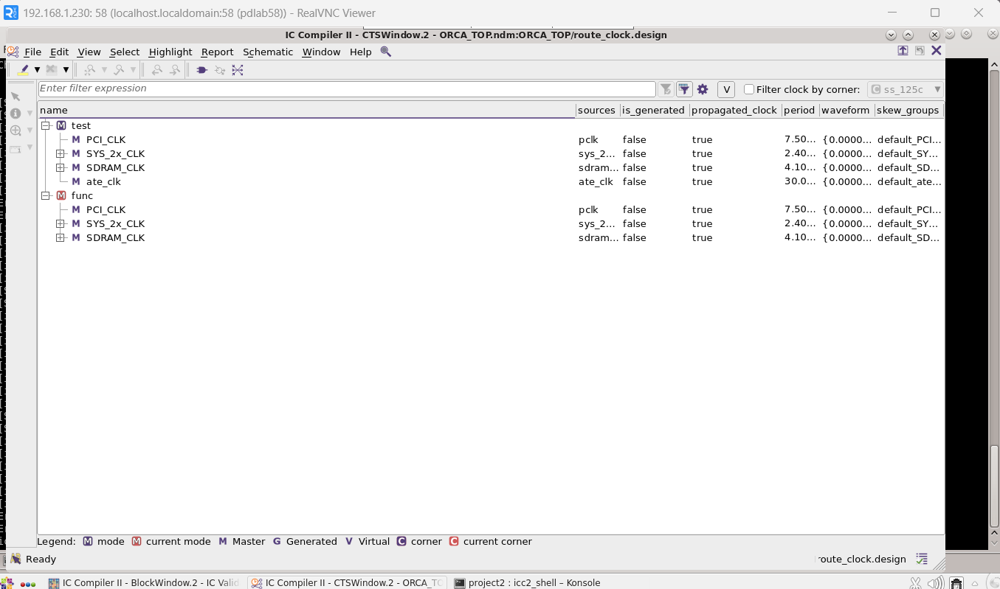 192.168.1.230: 58 (localhost.localdomain:58 (pdlab58)) - RealVNC Viewer
IC Compiler II - CTSWindow.2 - ORCA_TOP.ndm:ORCA_TOP/route_clock.design
File Edit View Select Highlight Report Schematic Window Help
Enter filter expression V Filter clock by corner: C ss_125c
name sources is_generated propagated_clock period waveform skew_groups
M test
M PCI_CLK pclk false true 7.50... {0.0000... default_PCI...
M SYS_2x_CLK sys_2... false true 2.40... {0.0000... default_SY...
M SDRAM_CLK sdram... false true 4.10... {0.0000... default_SD...
M ate_clk ate_clk false true 30.0... {0.0000... default_ate...
M func
M PCI_CLK pclk false true 7.50... {0.0000... default_PCI...
M SYS_2x_CLK sys_2... false true 2.40... {0.0000... default_SY...
M SDRAM_CLK sdram... false true 4.10... {0.0000... default_SD...
Legend: M mode M current mode M Master G Generated V Virtual C corner C current corner
Ready route_clock.design
IC Compiler II - BlockWindow.2 - IC Valid IC Compiler II - CTSWindow.2 - ORCA_TO project2 : icc2_shell – Konsole